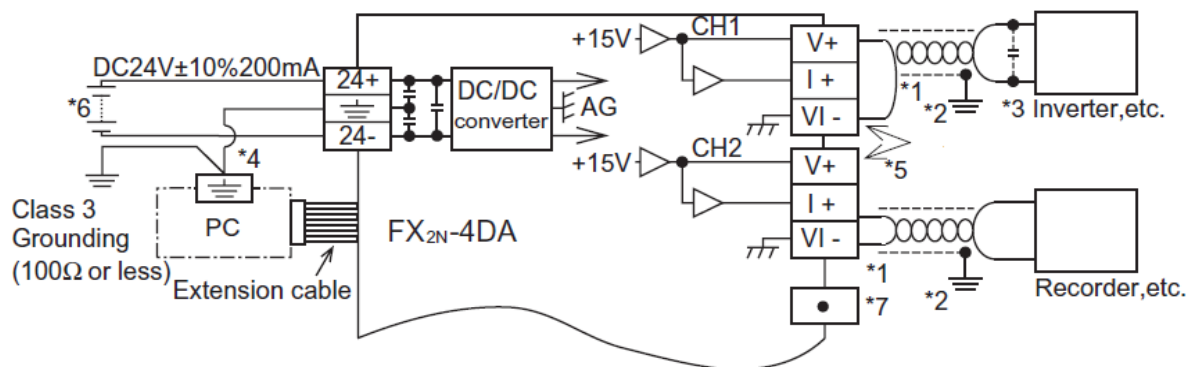 DC24V±10%200mA
*6
24+
24-
*4
Class 3
Grounding
(100Ω or less)
PC
Extension cable
DC/DC
converter
AG
FX2N-4DA
+15V
CH1
V+
I +
VI -
*1
*2
*3 Inverter,etc.
+15V
CH2
*5
V+
I +
VI -
*1
*2
*7
Recorder,etc.